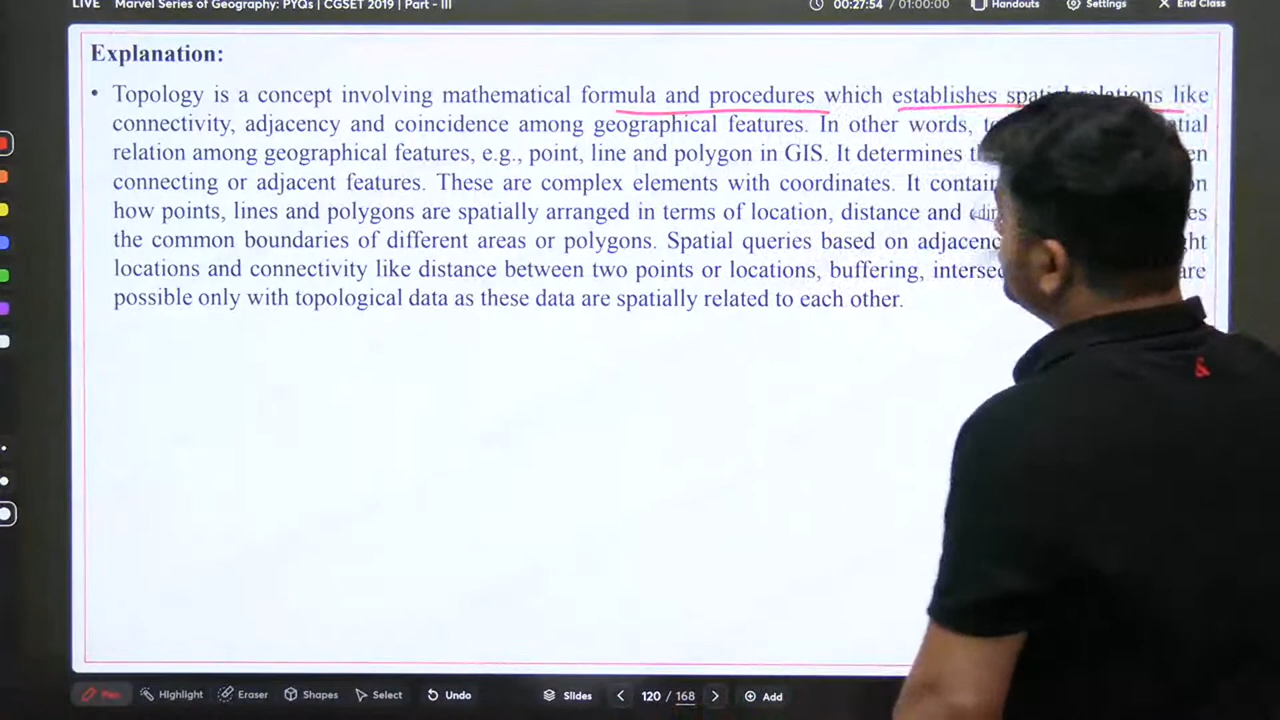 LIVE Marvel Series of Geography: PYQs | CGSET 2019 | Part - III 00:27:54 / 01:00:00 Handouts Settings End Class
Explanation:
• Topology is a concept involving mathematical formula and procedures which establishes spatial relations like
connectivity, adjacency and coincidence among geographical features. In other words,
relation among geographical features, e.g., point, line and polygon in GIS. It determines
connecting or adjacent features. These are complex elements with coordinates. It
how points, lines and polygons are spatially arranged in terms of location, distance and
the common boundaries of different areas or polygons. Spatial queries based on
locations and connectivity like distance between two points or locations, buffering, are
possible only with topological data as these data are spatially related to each other.
&
Pen Highlight Eraser Shapes Select Undo Slides < 120 / 168 > Add